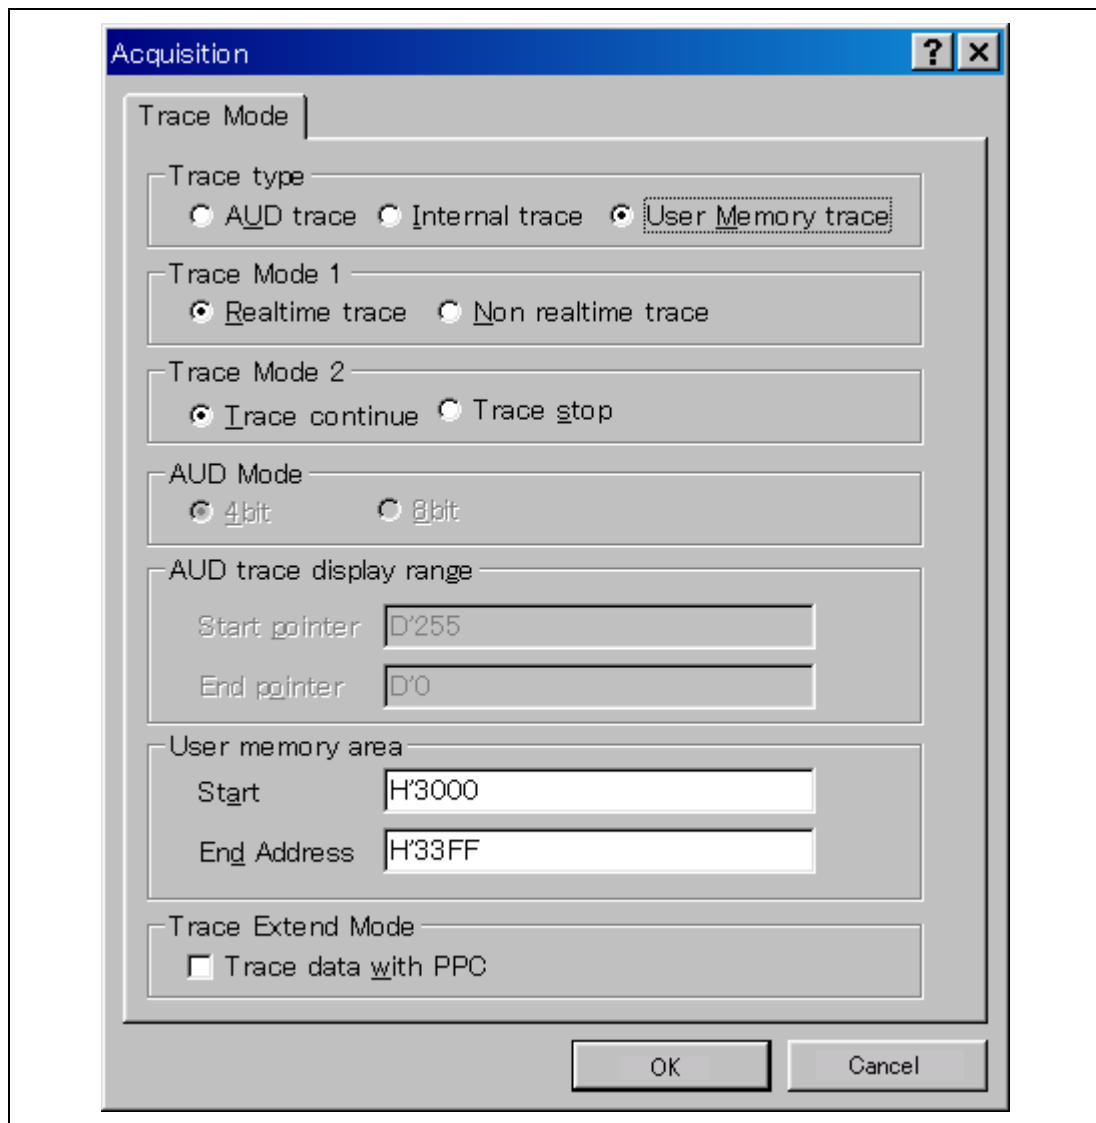 Acquisition
Trace Mode
Trace type
AUD trace Internal trace User Memory trace
Trace Mode 1
Realtime trace Non realtime trace
Trace Mode 2
Trace continue Trace stop
AUD Mode
4bit 8bit
AUD trace display range
Start pointer D'255
End pointer D'0
User memory area
Start H'3000
End Address H'33FF
Trace Extend Mode
Trace data with PPC
OK Cancel